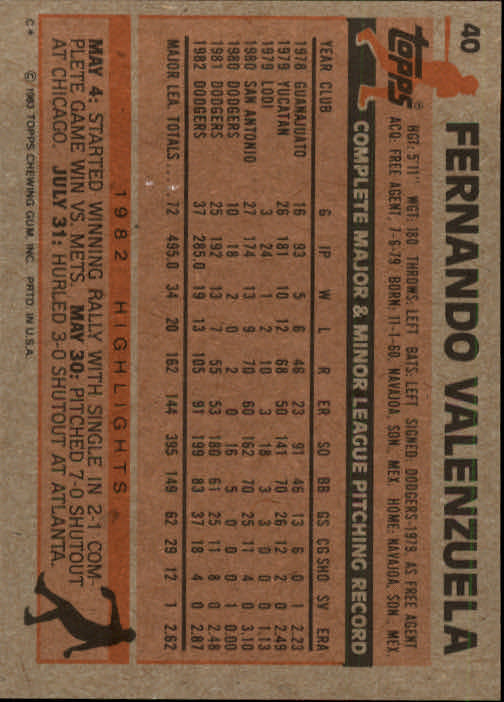 40
topps®
FERNANDO VALENZUELA
HGT: 5'11" WGT: 180 THROWS: LEFT BATS: LEFT SIGNED: DODGERS-1979, AS FREE AGENT
ACQ: FREE AGENT, 7-6-79 BORN: 11-1-60, NAVAJOA, SON., MEX. HOME: NAVAJOA, SON., MEX.
COMPLETE MAJOR & MINOR LEAGUE PITCHING RECORD
YEAR CLUB G IP W L R ER SO BB GS CG SHO SV ERA
1978 GUANAJUATO 16 93 5 6 46 23 91 46 13 6 0 1 2.23
1979 YUCATAN 26 181 10 12 68 50 141 70 26 12 2 0 2.49
1979 LODI 3 24 1 2 10 3 18 3 3 0 0 0 1.13
1980 SAN ANTONIO 27 174 13 9 70 60 162 70 25 11 4 0 3.10
1980 DODGERS 10 18 2 0 2 0 16 5 0 0 0 1 0.00
1981 DODGERS 25 192 13 7 55 53 180 61 25 11 8 0 2.48
1982 DODGERS 37 285.0 19 13 105 91 199 83 37 18 4 0 2.87
MAJOR LEA. TOTALS.... 72 495.0 34 20 162 144 395 149 62 29 12 1 2.62
1982 HIGHLIGHTS
MAY 4: STARTED WINNING RALLY WITH SINGLE IN 2-1 COM-
PLETE GAME WIN VS. METS. MAY 30: PITCHED 7-0 SHUTOUT
AT CHICAGO. JULY 31: HURLED 3-0 SHUTOUT AT ATLANTA.
C* © 1983 TOPPS CHEWING GUM, INC. PRTD. IN U.S.A.